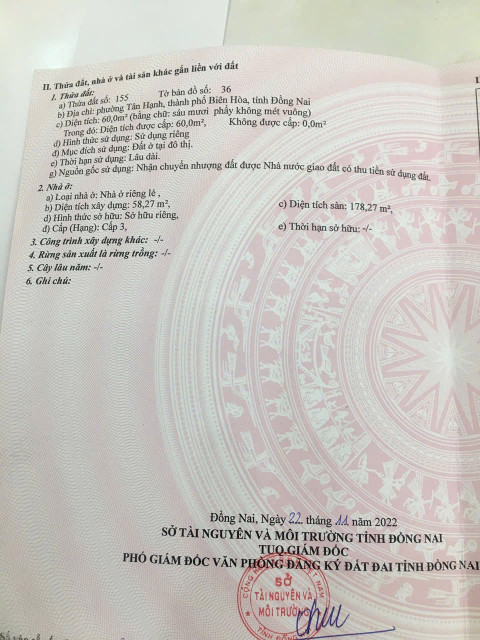 II. Thửa đất, nhà ở và tài sản khác gắn liền với đất
1. Thửa đất:
a) Thửa đất số: 155 Tờ bản đồ số: 36
b) Địa chỉ: phường Tân Hạnh, thành phố Biên Hòa, tỉnh Đồng Nai
c) Diện tích: 60,0m² (bằng chữ: sáu mươi phẩy không mét vuông)
Trong đó: Diện tích được cấp: 60,0m², Không được cấp: 0,0m²
d) Hình thức sử dụng: Sử dụng riêng
đ) Mục đích sử dụng: Đất ở tại đô thị.
e) Thời hạn sử dụng: Lâu dài.
g) Nguồn gốc sử dụng: Nhận chuyển nhượng đất được Nhà nước giao đất có thu tiền sử dụng đất.
2. Nhà ở:
a) Loại nhà ở: Nhà ở riêng lẻ ,
b) Diện tích xây dựng: 58,27 m², c) Diện tích sàn: 178,27 m²,
d) Hình thức sở hữu: Sở hữu riêng,
đ) Cấp (Hạng): Cấp 3, e) Thời hạn sở hữu: -/-
3. Công trình xây dựng khác: -/-
4. Rừng sản xuất là rừng trồng: -/-
5. Cây lâu năm: -/-
6. Ghi chú:
Đồng Nai, Ngày 22 tháng 11 năm 2022
SỞ TÀI NGUYÊN VÀ MÔI TRƯỜNG TỈNH ĐỒNG NAI
TUQ.GIÁM ĐỐC
PHÓ GIÁM ĐỐC VĂN PHÒNG ĐĂNG KÝ ĐẤT ĐAI TỈNH ĐỒNG NAI
SỞ
TÀI NGUYÊN VÀ
MÔI TRƯỜNG